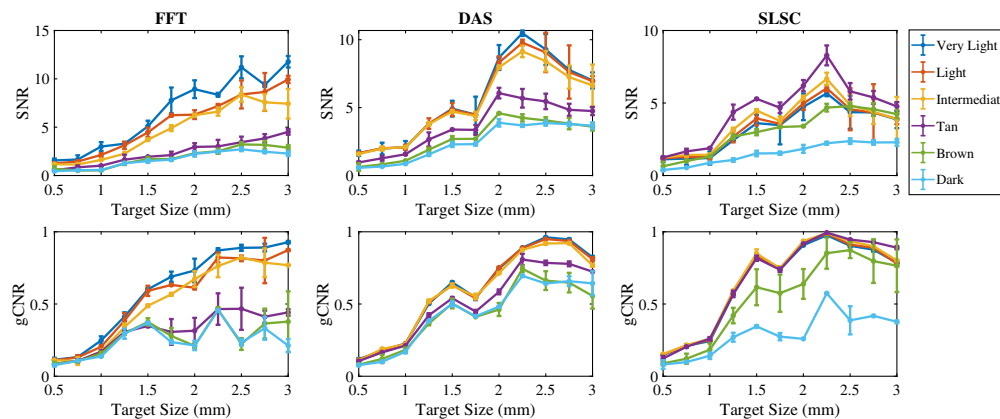 FFT
DAS
SLSC
15
10
5
0
SNR
0.5 1 1.5 2 2.5 3
Target Size (mm)
10
5
0
SNR
0.5 1 1.5 2 2.5 3
Target Size (mm)
10
5
0
SNR
0.5 1 1.5 2 2.5 3
Target Size (mm)
Very Light
Light
Intermediat
Tan
Brown
Dark
1
0.5
0
gCNR
0.5 1 1.5 2 2.5 3
Target Size (mm)
1
0.5
0
gCNR
0.5 1 1.5 2 2.5 3
Target Size (mm)
1
0.5
0
gCNR
0.5 1 1.5 2 2.5 3
Target Size (mm)